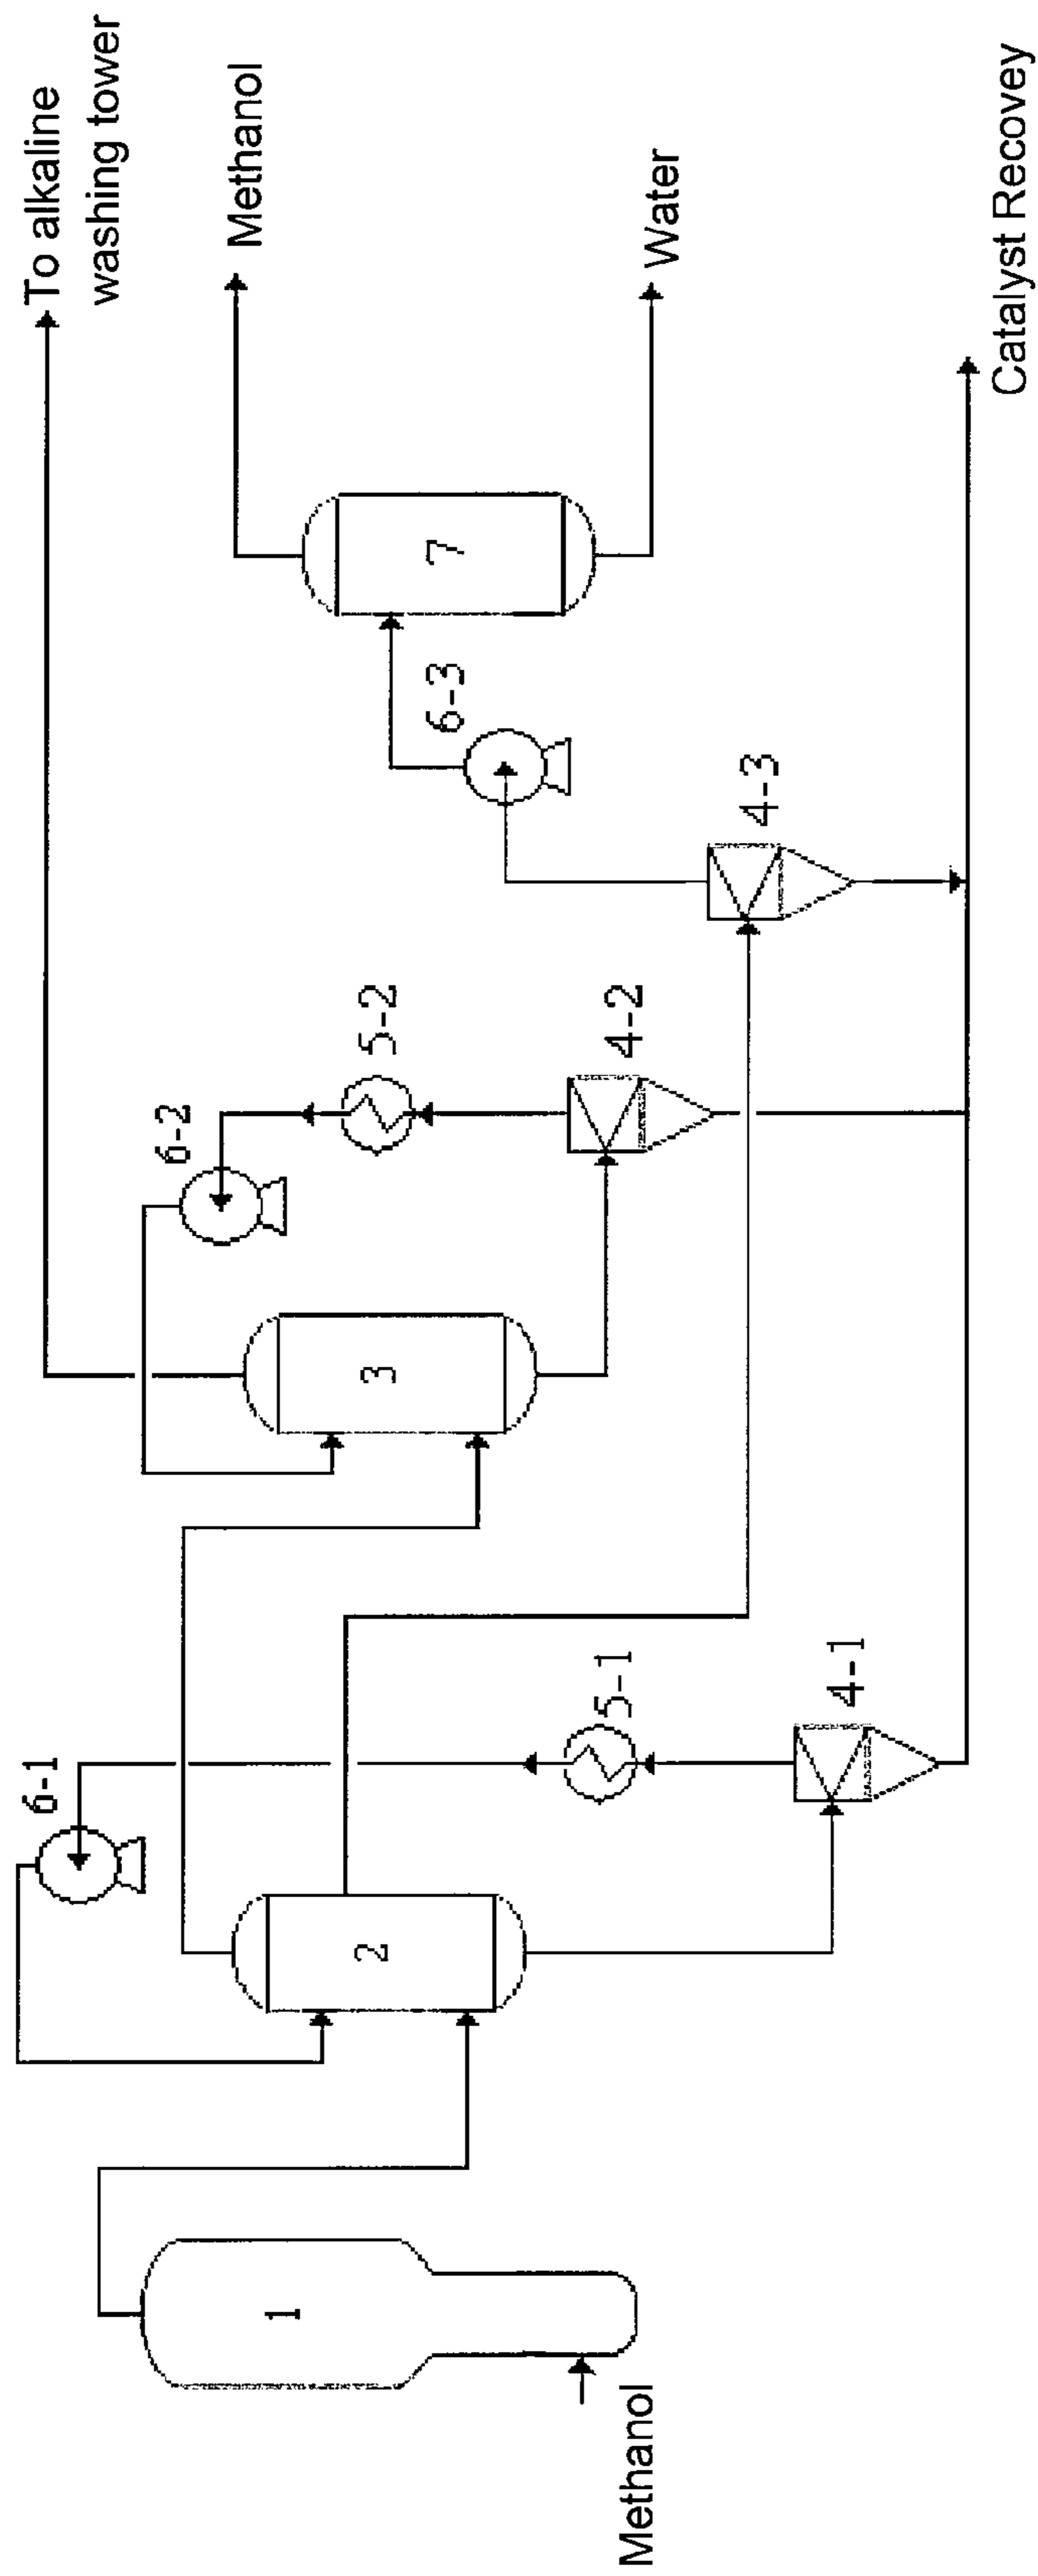 To alkaline
washing tower
Methanol
Water
Catalyst Recovey
6-1
6-2
6-3
5-1
5-2
4-1
4-2
4-3
1
2
3
7
Methanol